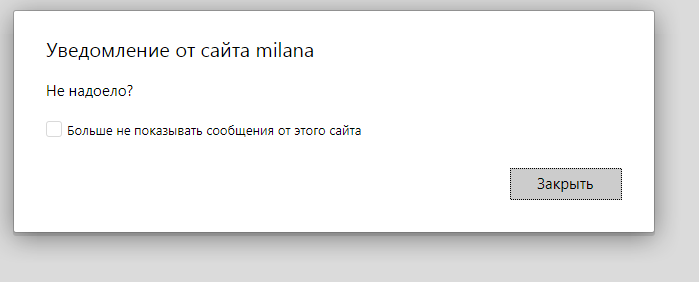 Уведомление от сайта milana
Не надоело?
Больше не показывать сообщения от этого сайта
Закрыть